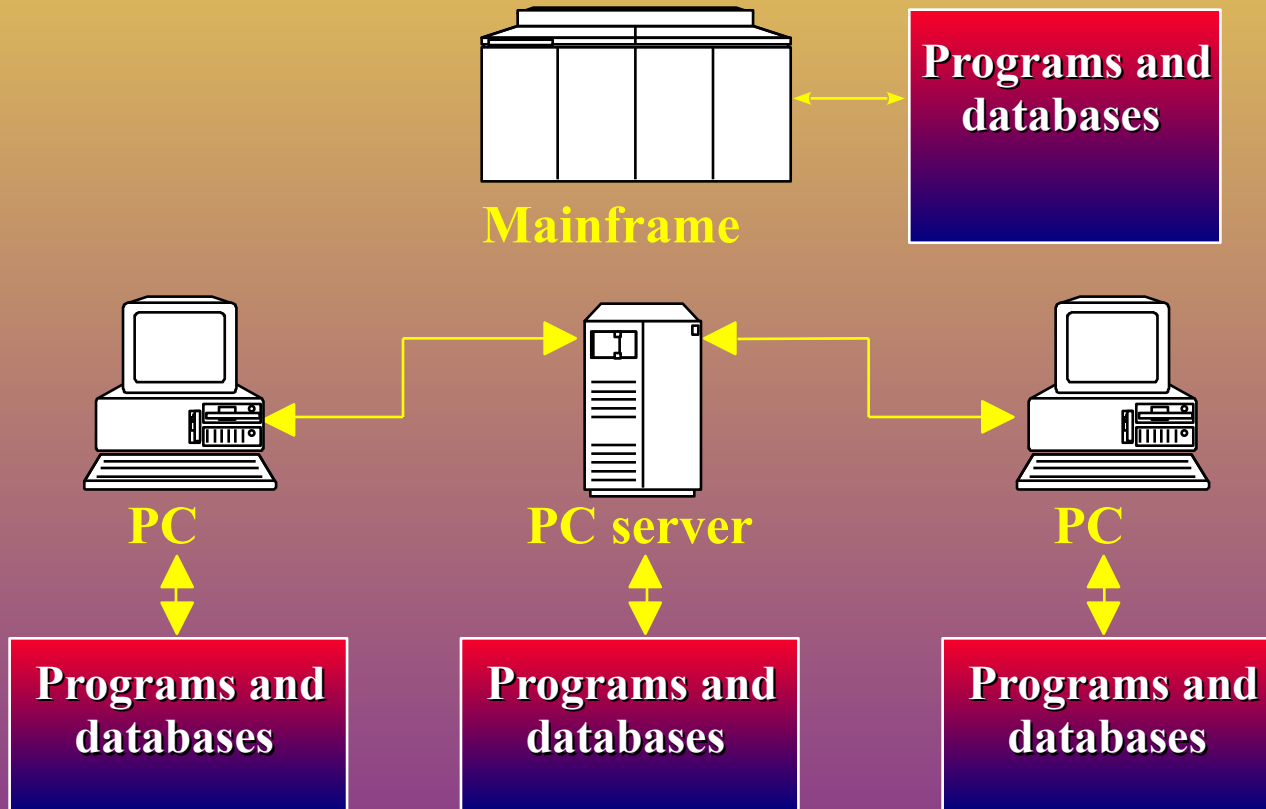 Programs and
databases
Mainframe
PC
PC server
PC
Programs and
databases
Programs and
databases
Programs and
databases